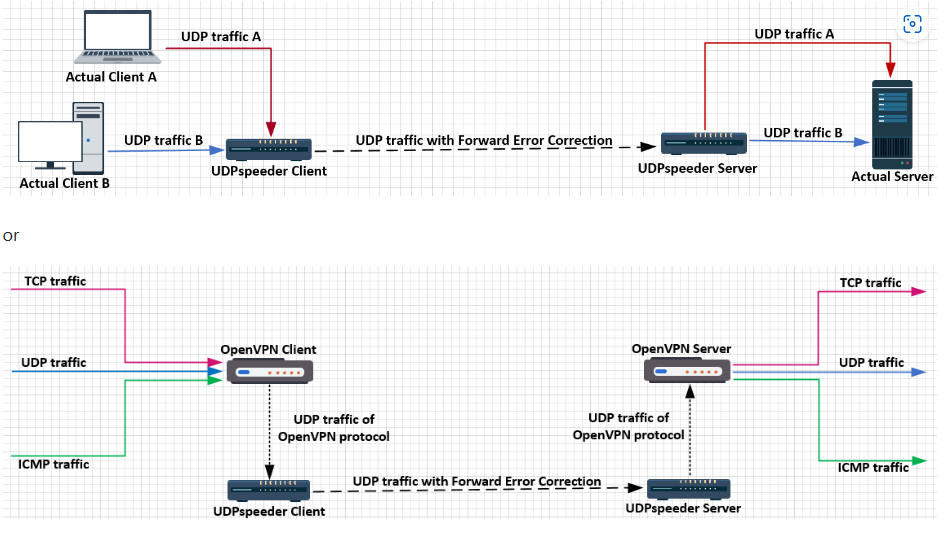 UDP traffic A
UDP traffic A
Actual Client A
UDP traffic B
UDP traffic with Forward Error Correction
UDP traffic B
UDPspeeder Client
UDPspeeder Server
Actual Client B
Actual Server
or
TCP traffic
TCP traffic
OpenVPN Client
OpenVPN Server
UDP traffic
UDP traffic
UDP traffic of
OpenVPN protocol
UDP traffic of
OpenVPN protocol
ICMP traffic
ICMP traffic
UDP traffic with Forward Error Correction
UDPspeeder Client
UDPspeeder Server